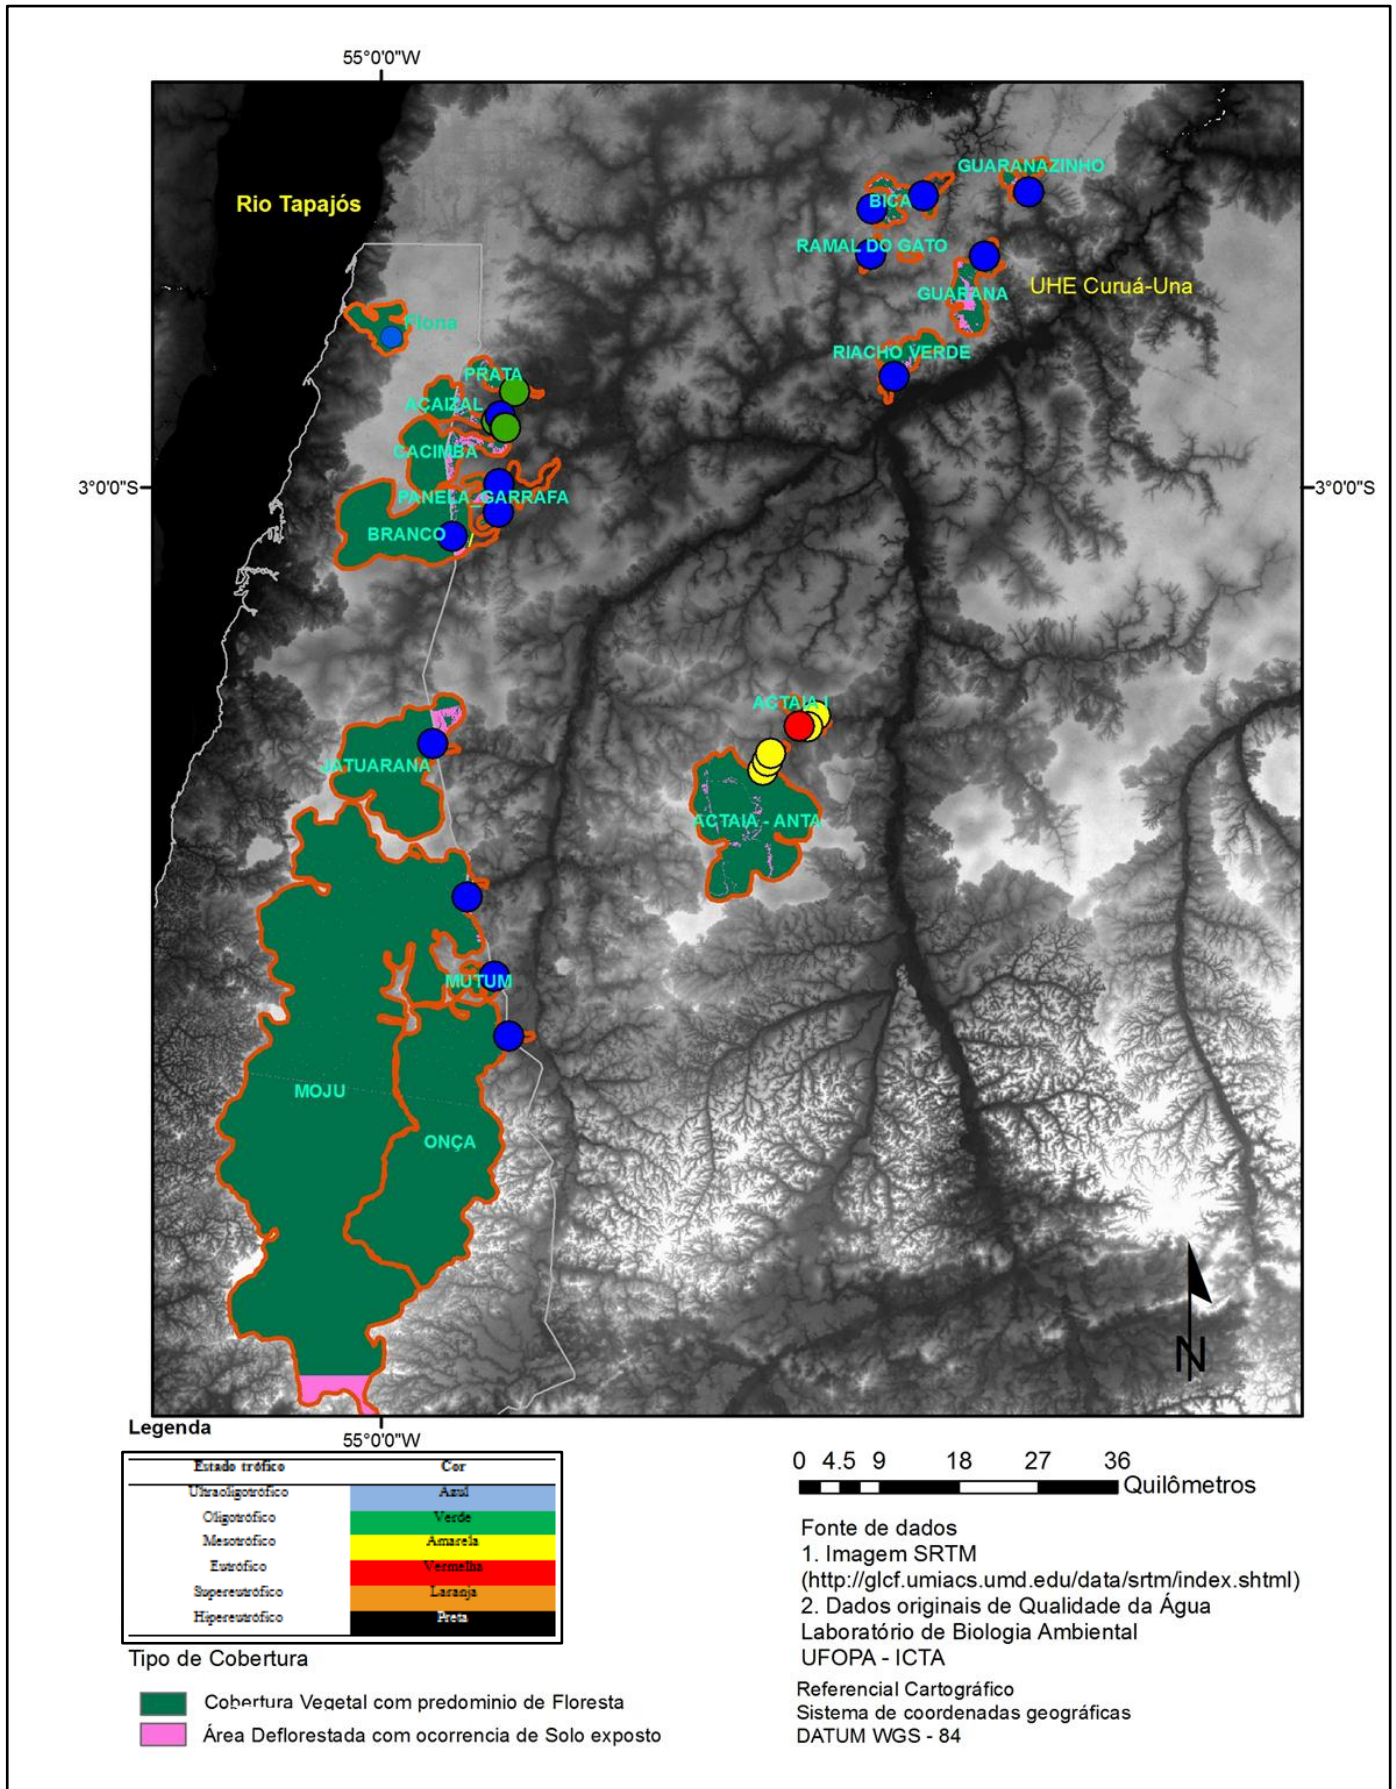 55°0'0"W
Rio Tapajós
GUARANAZINHO
BICA
RAMAL DO GATO
UHE Curuá-Una
GUARANA
Flona
RIACHO VERDE
PRATA
ACAIZAL
CACIMBA
3°0'0"S
3°0'0"S
PANELA - GARRAFA
BRANCO
ACTAIA I
JATUARANA
ACTAIA - ANTA
MUTUM
MOJU
ONÇA
N
55°0'0"W
Legenda
Estado trófico Cor
Ultraoligotrófico Azul
Oligotrófico Verde
Mesotrófico Amarela
Eutrófico Vermelha
Supereutrófico Laranja
Hipereutrófico Preta
Tipo de Cobertura
Cobertura Vegetal com predominio de Floresta
Área Deflorestada com ocorrencia de Solo exposto
0 4.5 9 18 27 36
Quilômetros
Fonte de dados
1. Imagem SRTM
(http://glcf.umiacs.umd.edu/data/srtm/index.shtml)
2. Dados originais de Qualidade da Água
Laboratório de Biologia Ambiental
UFOPA - ICTA
Referencial Cartográfico
Sistema de coordenadas geográficas
DATUM WGS - 84